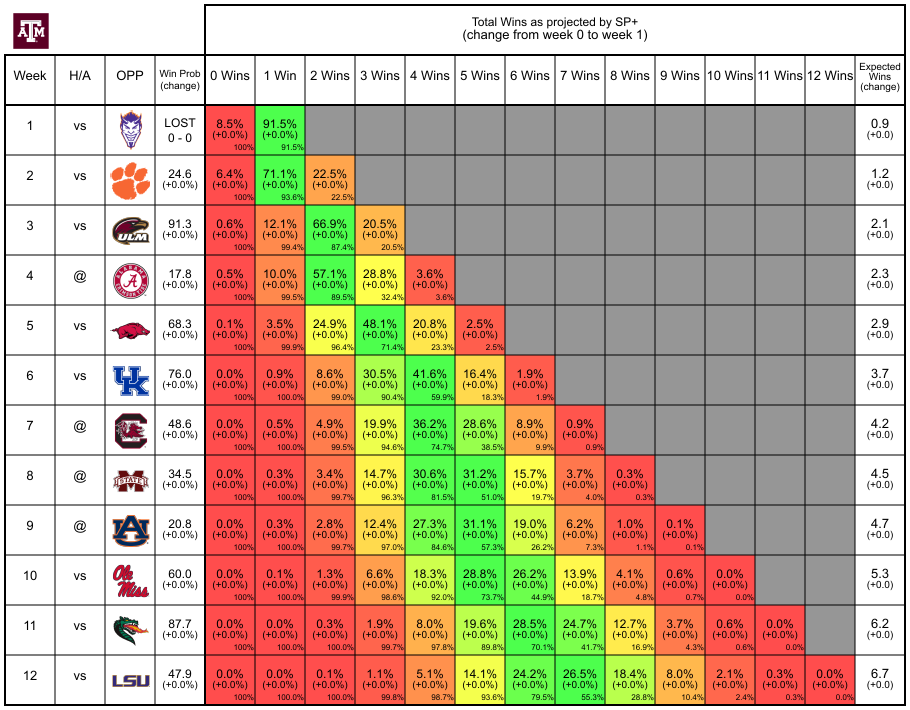 ATM
Total Wins as projected by SP+
(change from week 0 to week 1)
Week H/A OPP Win Prob (change) 0 Wins 1 Win 2 Wins 3 Wins 4 Wins 5 Wins 6 Wins 7 Wins 8 Wins 9 Wins 10 Wins 11 Wins 12 Wins Expected Wins (change)
1 vs LOST 8.5% 91.5% 0.9
0 - 0 (+0.0%) (+0.0%) (+0.0)
100% 91.5%
2 vs 24.6 6.4% 71.1% 22.5% 1.2
(+0.0%) (+0.0%) (+0.0%) (+0.0%) (+0.0)
100% 93.6% 22.5%
3 vs ULM 91.3 0.6% 12.1% 66.9% 20.5% 2.1
(+0.0%) (+0.0%) (+0.0%) (+0.0%) (+0.0%) (+0.0)
100% 99.4% 87.4% 20.5%
4 @ ALABAMA A CRIMSON TIDE 17.8 0.5% 10.0% 57.1% 28.8% 3.6% 2.3
(+0.0%) (+0.0%) (+0.0%) (+0.0%) (+0.0%) (+0.0%) (+0.0)
100% 99.5% 89.5% 32.4% 3.6%
5 vs 68.3 0.1% 3.5% 24.9% 48.1% 20.8% 2.5% 2.9
(+0.0%) (+0.0%) (+0.0%) (+0.0%) (+0.0%) (+0.0%) (+0.0%) (+0.0)
100% 99.9% 96.4% 71.4% 23.3% 2.5%
6 vs UK 76.0 0.0% 0.9% 8.6% 30.5% 41.6% 16.4% 1.9% 3.7
(+0.0%) (+0.0%) (+0.0%) (+0.0%) (+0.0%) (+0.0%) (+0.0%) (+0.0%) (+0.0)
100% 100.0% 99.0% 90.4% 59.9% 18.3% 1.9%
7 @ C 48.6 0.0% 0.5% 4.9% 19.9% 36.2% 28.6% 8.9% 0.9% 4.2
(+0.0%) (+0.0%) (+0.0%) (+0.0%) (+0.0%) (+0.0%) (+0.0%) (+0.0%) (+0.0%) (+0.0)
100% 100.0% 99.5% 94.6% 74.7% 38.5% 9.9% 0.9%
8 @ M STATE 34.5 0.0% 0.3% 3.4% 14.7% 30.6% 31.2% 15.7% 3.7% 0.3% 4.5
(+0.0%) (+0.0%) (+0.0%) (+0.0%) (+0.0%) (+0.0%) (+0.0%) (+0.0%) (+0.0%) (+0.0%) (+0.0)
100% 100.0% 99.7% 96.3% 81.5% 51.0% 19.7% 4.0% 0.3%
9 @ AU 20.8 0.0% 0.3% 2.8% 12.4% 27.3% 31.1% 19.0% 6.2% 1.0% 0.1% 4.7
(+0.0%) (+0.0%) (+0.0%) (+0.0%) (+0.0%) (+0.0%) (+0.0%) (+0.0%) (+0.0%) (+0.0%) (+0.0%) (+0.0)
100% 100.0% 99.7% 97.0% 84.6% 57.3% 26.2% 7.3% 1.1% 0.1%
10 vs Ole Miss 60.0 0.0% 0.1% 1.3% 6.6% 18.3% 28.8% 26.2% 13.9% 4.1% 0.6% 0.0% 5.3
(+0.0%) (+0.0%) (+0.0%) (+0.0%) (+0.0%) (+0.0%) (+0.0%) (+0.0%) (+0.0%) (+0.0%) (+0.0%) (+0.0%) (+0.0)
100% 100.0% 99.9% 98.6% 92.0% 73.7% 44.9% 18.7% 4.8% 0.7% 0.0%
11 vs 87.7 0.0% 0.0% 0.3% 1.9% 8.0% 19.6% 28.5% 24.7% 12.7% 3.7% 0.6% 0.0% 6.2
(+0.0%) (+0.0%) (+0.0%) (+0.0%) (+0.0%) (+0.0%) (+0.0%) (+0.0%) (+0.0%) (+0.0%) (+0.0%) (+0.0%) (+0.0%) (+0.0)
100% 100.0% 100.0% 99.7% 97.8% 89.8% 70.1% 41.7% 16.9% 4.3% 0.6% 0.0%
12 vs LSU 47.9 0.0% 0.0% 0.1% 1.1% 5.1% 14.1% 24.2% 26.5% 18.4% 8.0% 2.1% 0.3% 0.0% 6.7
(+0.0%) (+0.0%) (+0.0%) (+0.0%) (+0.0%) (+0.0%) (+0.0%) (+0.0%) (+0.0%) (+0.0%) (+0.0%) (+0.0%) (+0.0%) (+0.0%) (+0.0)
100% 100.0% 100.0% 99.8% 98.7% 93.6% 79.5% 55.3% 28.8% 10.4% 2.4% 0.3% 0.0%